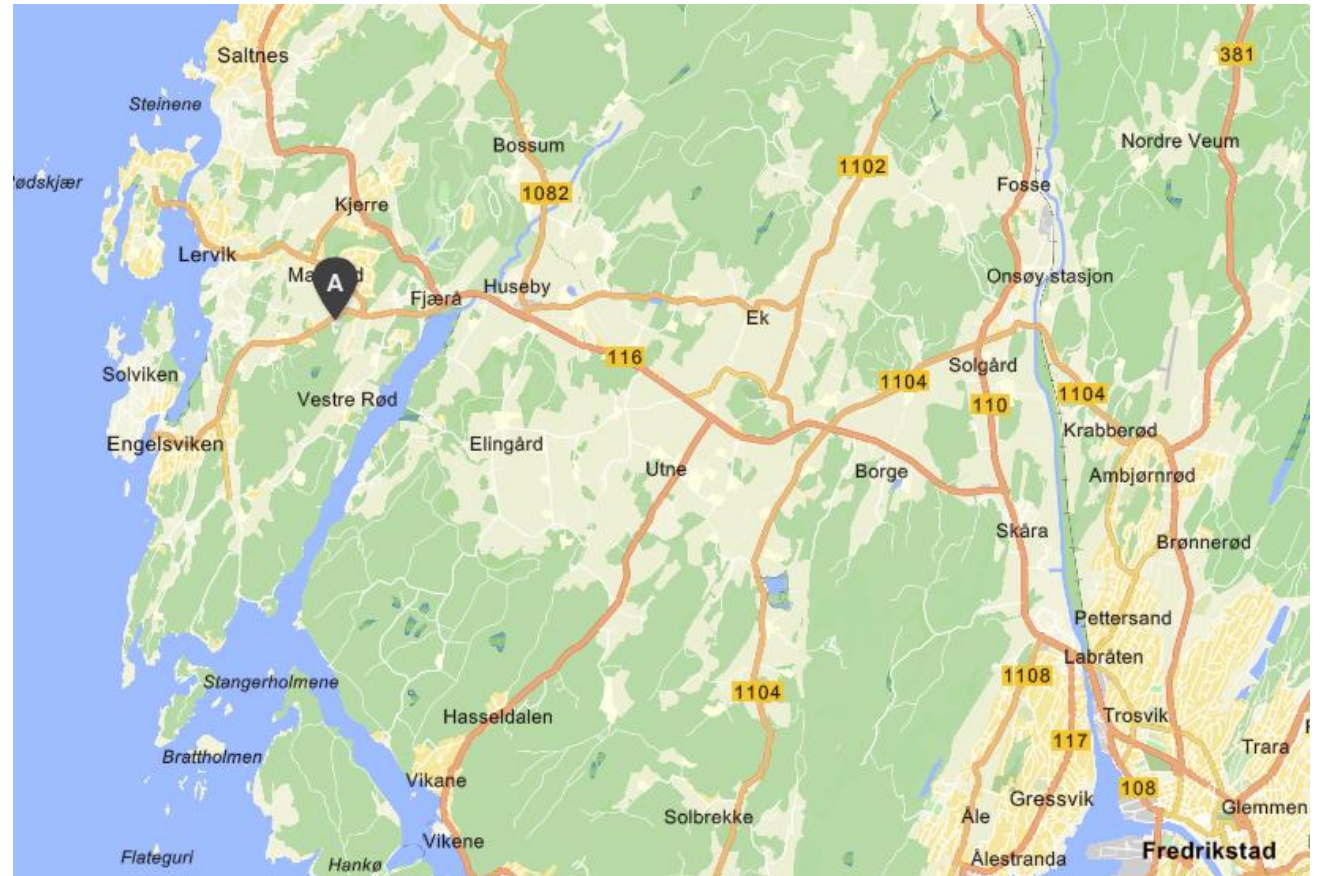 Saltnes
381
Steinene
Bossum
Nordre Veum
1102
ødskjær
1082
Fosse
Kjerre
Lervik
A
Onsøy stasjon
Huseby
Fjærå
Ek
116
Solgård
Solviken
1104
1104
110
Vestre Rød
Krabberød
Engelsviken
Elingård
Utne
Borge
Ambjørnrød
Skåra
Brønnerød
Pettersand
Labråten
Stangerholmene
1108
1104
Hasseldalen
Trosvik
117
Trara
Brattholmen
Vikane
108
Gressvik
Glemmen
Solbrekke
Åle
Vikene
Flateguri
Hankø
Ålestranda
Fredrikstad